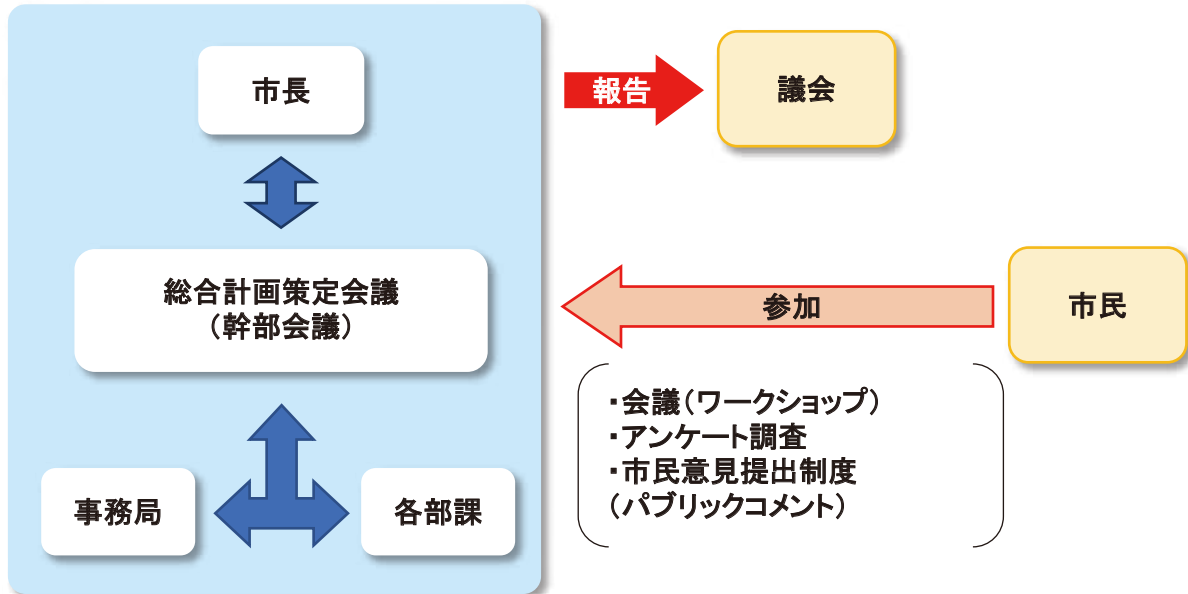 市長
報告
議会
総合計画策定会議
（幹部会議）
参加
市民
・会議（ワークショップ）
・アンケート調査
・市民意見提出制度
（パブリックコメント）
事務局
各部課